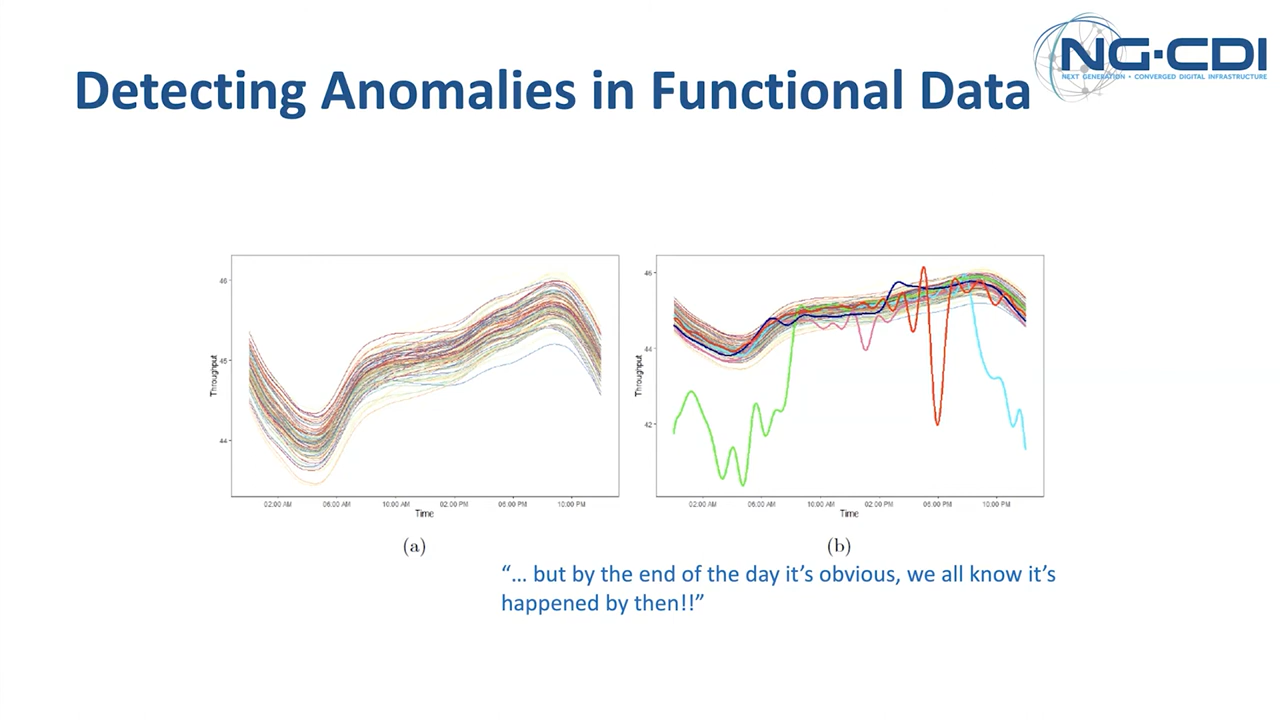 NG-CDI
NEXT GENERATION • CONVERGED DIGITAL INFRASTRUCTURE
Detecting Anomalies in Functional Data
46
45
44
Throughput
02:00 AM 06:00 AM 10:00 AM 02:00 PM 06:00 PM 10:00 PM
Time
(a)
46
44
42
Throughput
02:00 AM 06:00 AM 10:00 AM 02:00 PM 06:00 PM 10:00 PM
Time
(b)
“... but by the end of the day it’s obvious, we all know it’s
happened by then!!”